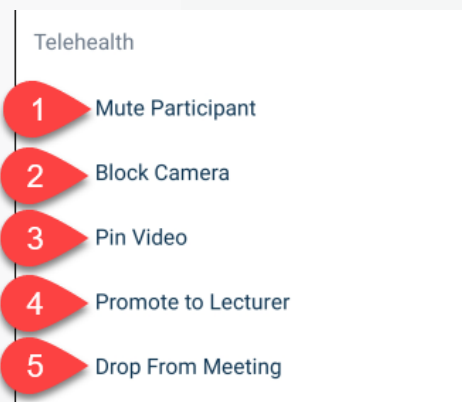 Telehealth
1 Mute Participant
2 Block Camera
3 Pin Video
4 Promote to Lecturer
5 Drop From Meeting